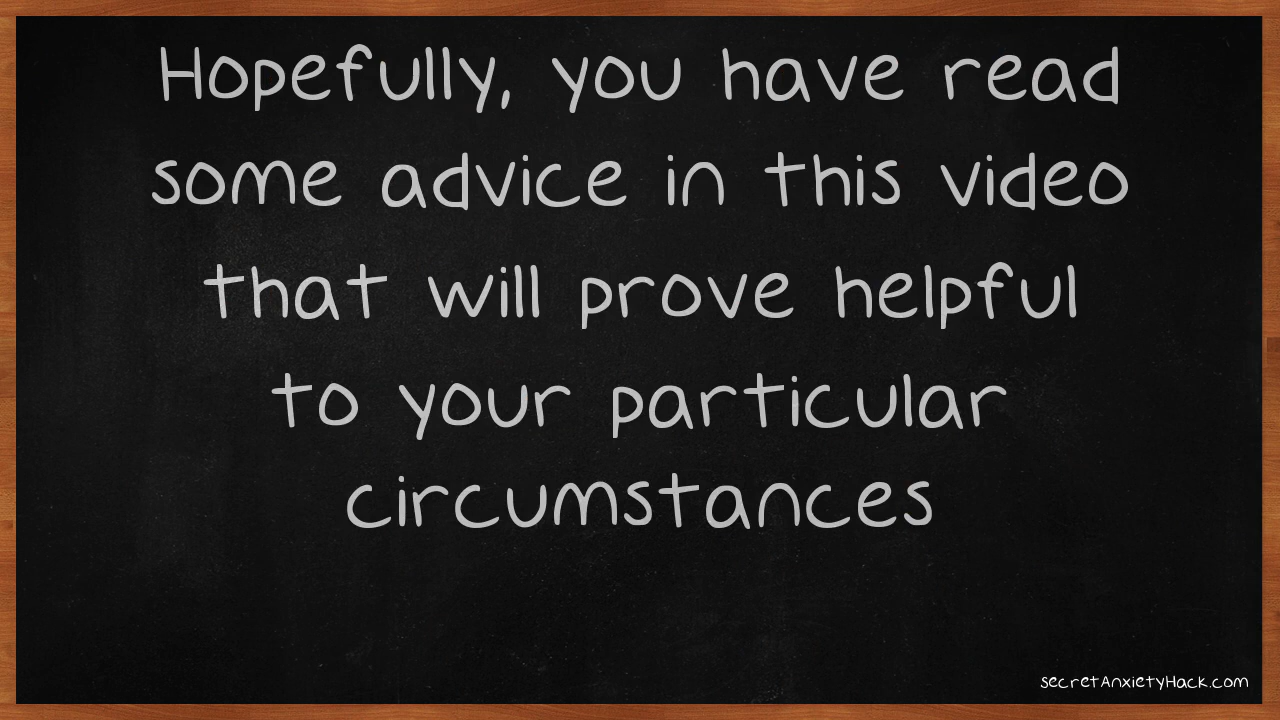 Hopefully, you have read
some advice in this video
that will prove helpful
to your particular
circumstances
secretAnxietyHack.com